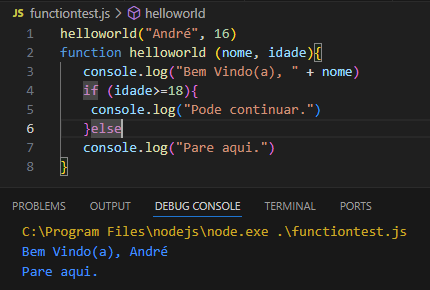 functiontest.js > helloworld
1 helloworld("André", 16)
2 function helloworld (nome, idade){
3 console.log("Bem Vindo(a), " + nome)
4 if (idade>=18){
5 console.log("Pode continuar.")
6 }else
7 console.log("Pare aqui.")
8 }
PROBLEMS OUTPUT DEBUG CONSOLE TERMINAL PORTS
C:\Program Files\nodejs\node.exe .\functiontest.js
Bem Vindo(a), André
Pare aqui.